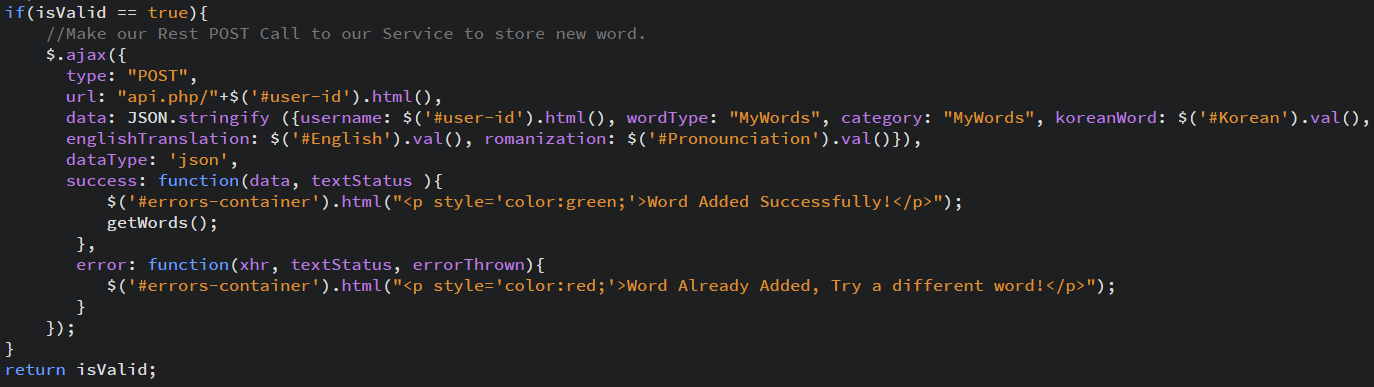 if(isValid == true){
    //Make our Rest POST Call to our Service to store new word.
    $.ajax({
      type: "POST",
      url: "api.php/"+$('#user-id').html(),
      data: JSON.stringify ({username: $('#user-id').html(), wordType: "MyWords", category: "MyWords", koreanWord: $('#Korean').val(),
      englishTranslation: $('#English').val(), romanization: $('#Pronounciation').val()}),
      dataType: 'json',
      success: function(data, textStatus ){
          $('#errors-container').html("<p style='color:green;'>Word Added Successfully!</p>");
          getWords();
       },
       error: function(xhr, textStatus, errorThrown){
          $('#errors-container').html("<p style='color:red;'>Word Already Added, Try a different word!</p>");
       }
    });
}
return isValid;